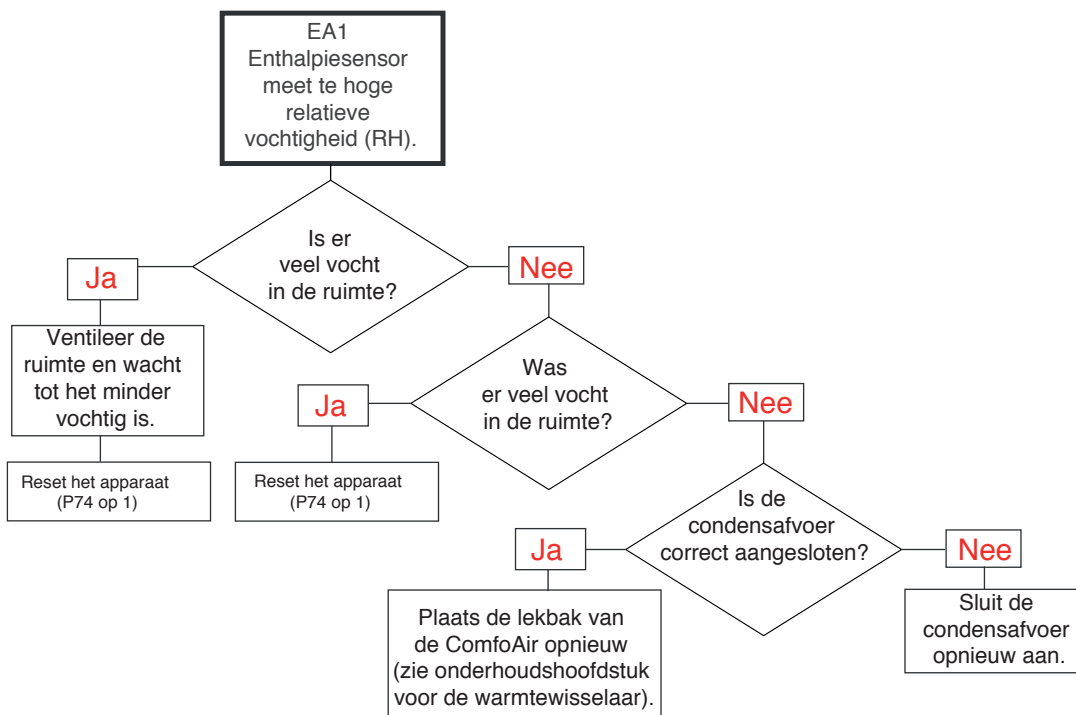 EA1
Enthalpiesensor
meet te hoge
relatieve
vochtigheid (RH).
Is er
veel vocht
in de ruimte?
Ja
Nee
Ventileer de
ruimte en wacht
tot het minder
vochtig is.
Was
er veel vocht
in de ruimte?
Ja
Nee
Reset het apparaat
(P74 op 1)
Reset het apparaat
(P74 op 1)
Is de
condensafvoer
correct aangesloten?
Ja
Nee
Plaats de lekbak van
de ComfoAir opnieuw
(zie onderhoudshoofdstuk
voor de warmtewisselaar).
Sluit de
condensafvoer
opnieuw aan.